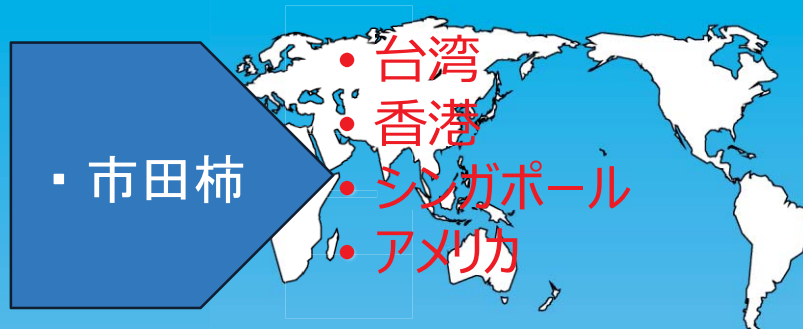 ▪ 市田柿
• 台湾
• 香港
• シンガポール
• アメリカ